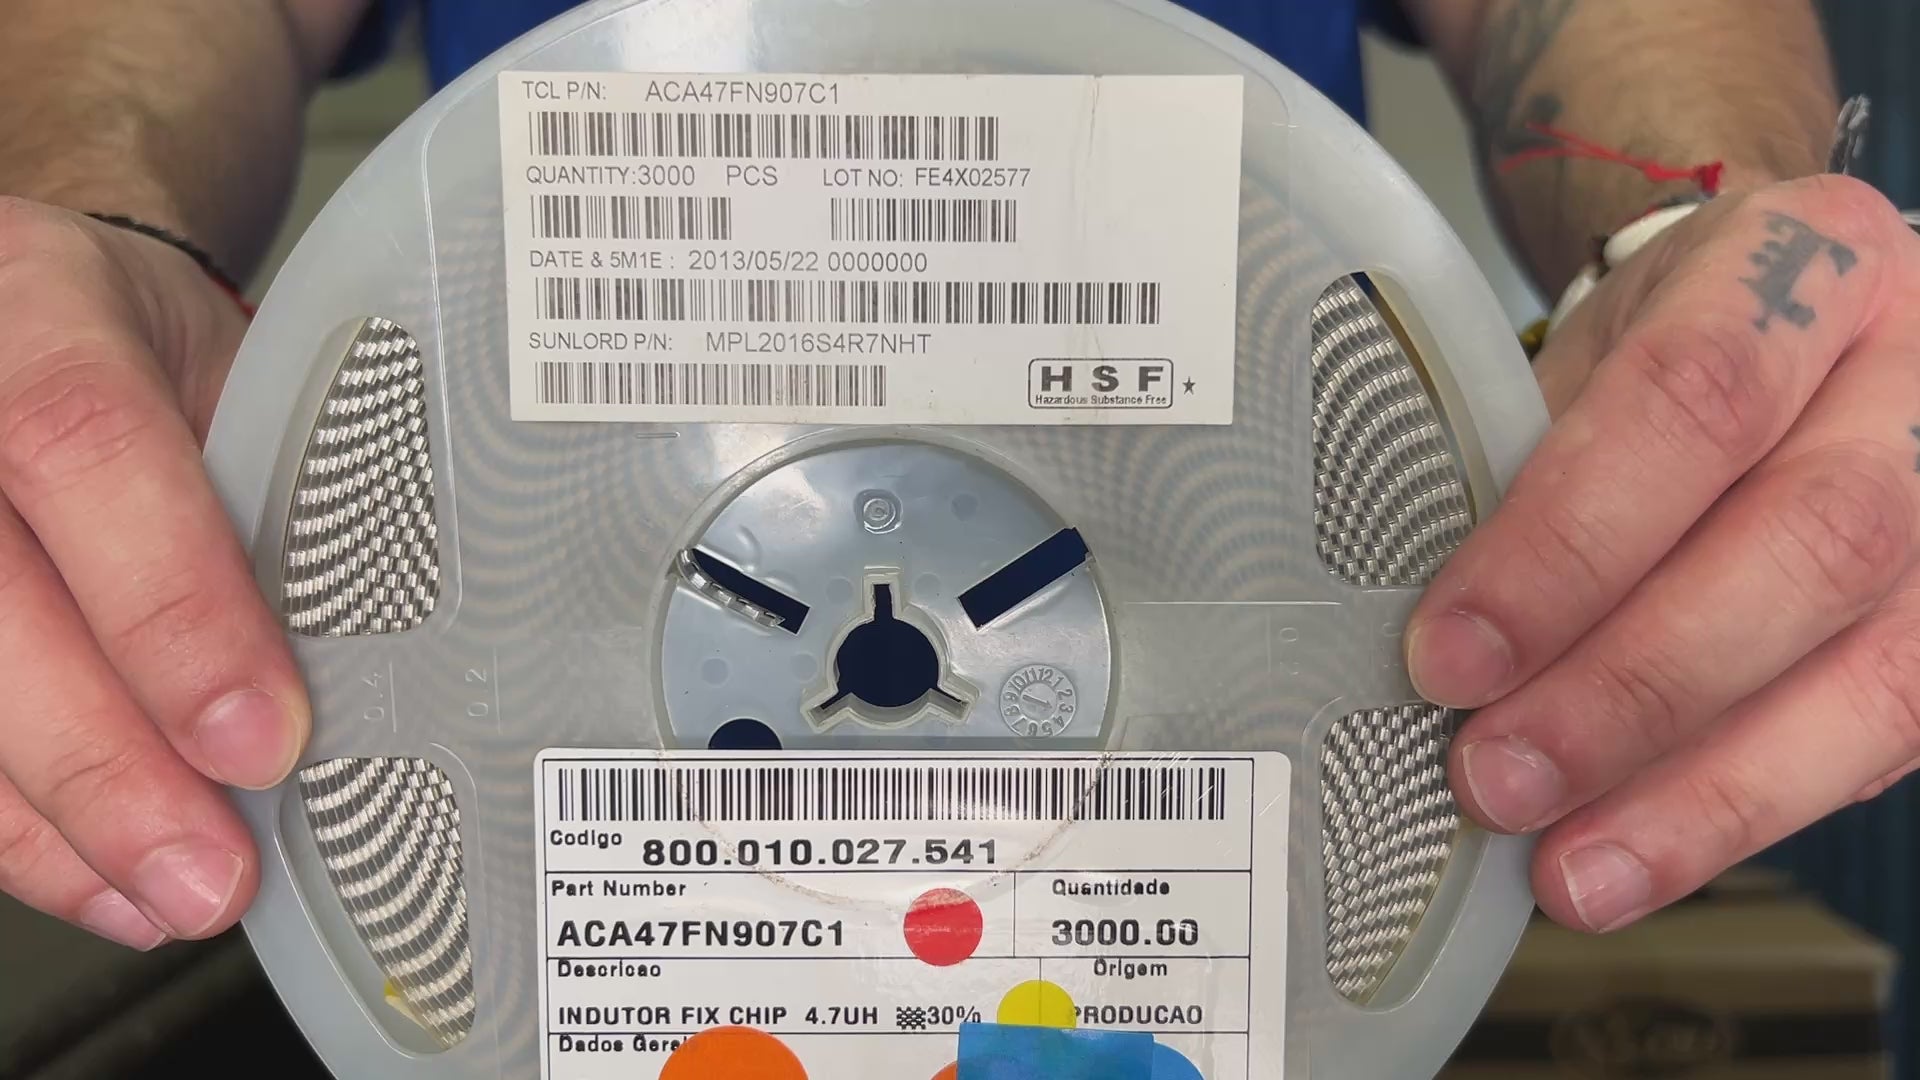 TCL P/N: ACA47FN907C1
QUANTITY:3000 PCS LOT NO: FE4X02577
DATE & 5M1E : 2013/05/22 0000000
SUNLORD P/N: MPL2016S4R7NHT
H S F
Hazardous Substance Free
0.4
0.2
Codigo 800.010.027.541
Part Number Quantidade
ACA47FN907C1 3000.00
Descricao Origem
INDUTOR FIX CHIP 4.7UH 30% PRODUCAO
Dados